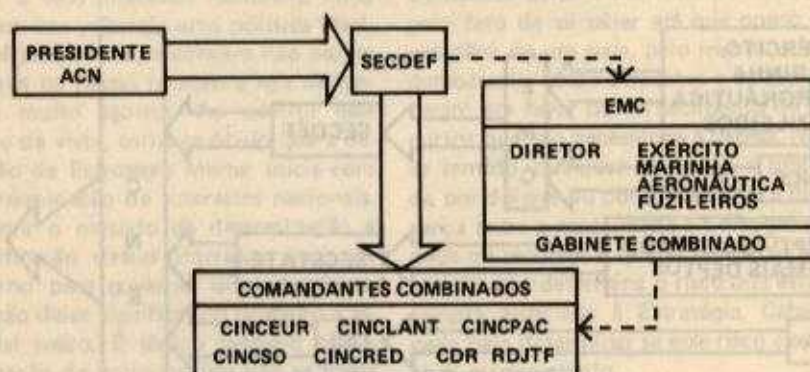 PRESIDENTE
ACN
SECDEF
EMC
DIRETOR EXÉRCITO
MARINHA
AERONÁUTICA
FUZILEIROS
GABINETE COMBINADO
COMANDANTES COMBINADOS
CINCEUR CINCLANT CINCPAC
CINCSO CINCRED CDR RDJTF